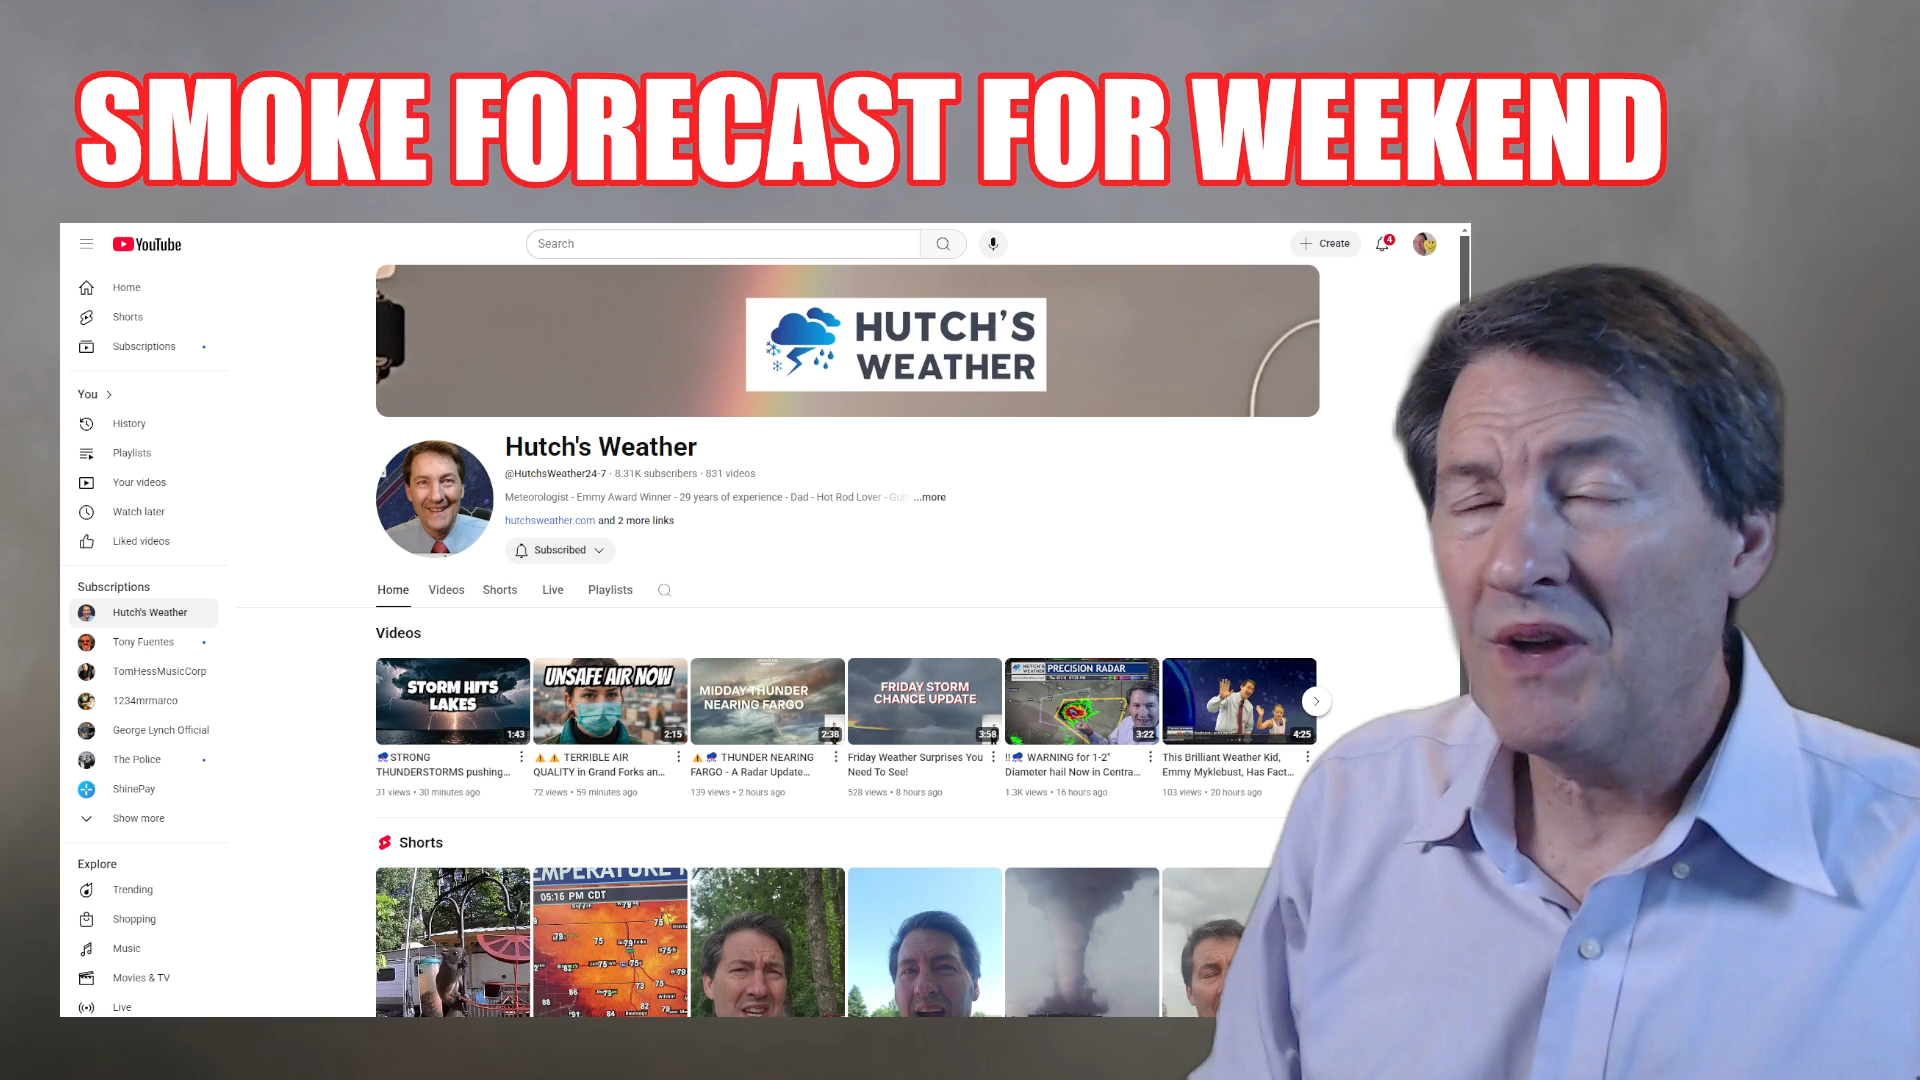 SMOKE FORECAST FOR WEEKEND
YouTube
Search
Create
4
Home
Shorts
Subscriptions
You
History
Playlists
Your videos
Watch later
Liked videos
Subscriptions
Hutch's Weather
Tony Fuentes
TomHessMusicCorp
1234mrmarco
George Lynch Official
The Police
ShinePay
Show more
Explore
Trending
Shopping
Music
Movies & TV
Live
HUTCH'S
WEATHER
Hutch's Weather
@HutchsWeather24-7 · 8.31K subscribers · 831 videos
Meteorologist - Emmy Award Winner - 29 years of experience - Dad - Hot Rod Lover - ...more
hutchsweather.com and 2 more links
Subscribed
Home Videos Shorts Live Playlists
Videos
STORM HITS
LAKES
1:43
STRONG
THUNDERSTORMS pushing...
31 views • 30 minutes ago
UNSAFE AIR NOW
2:15
TERRIBLE AIR
QUALITY in Grand Forks an...
72 views • 59 minutes ago
MIDDAY THUNDER
NEARING FARGO
2:38
THUNDER NEARING
FARGO - A Radar Update...
139 views • 2 hours ago
FRIDAY STORM
CHANCE UPDATE
3:58
Friday Weather Surprises You
Need To See!
528 views • 8 hours ago
PRECISION RADAR
3:22
!! WARNING for 1-2"
Diameter hail Now in Centra...
1.3K views • 16 hours ago
4:25
This Brilliant Weather Kid,
Emmy Myklebust, Has Fact...
103 views • 20 hours ago
Shorts
05:16 PM CDT